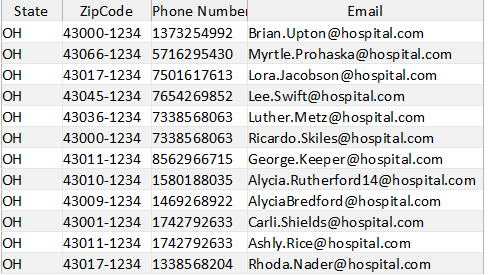 State ZipCode Phone Number Email
OH 43000-1234 1373254992 Brian.Upton@hospital.com
OH 43066-1234 5716295430 Myrtle.Prohaska@hospital.com
OH 43017-1234 7501617613 Lora.Jacobson@hospital.com
OH 43045-1234 7654269852 Lee.Swift@hospital.com
OH 43036-1234 7338568063 Luther.Metz@hospital.com
OH 43000-1234 7338568063 Ricardo.Skiles@hospital.com
OH 43011-1234 8562966715 George.Keeper@hospital.com
OH 43010-1234 1580188035 Alycia.Rutherford14@hospital.com
OH 43009-1234 1469268922 AlyciaBredford@hospital.com
OH 43001-1234 1742792633 Carli.Shields@hospital.com
OH 43011-1234 1742792633 Ashly.Rice@hospital.com
OH 43017-1234 1338568204 Rhoda.Nader@hospital.com